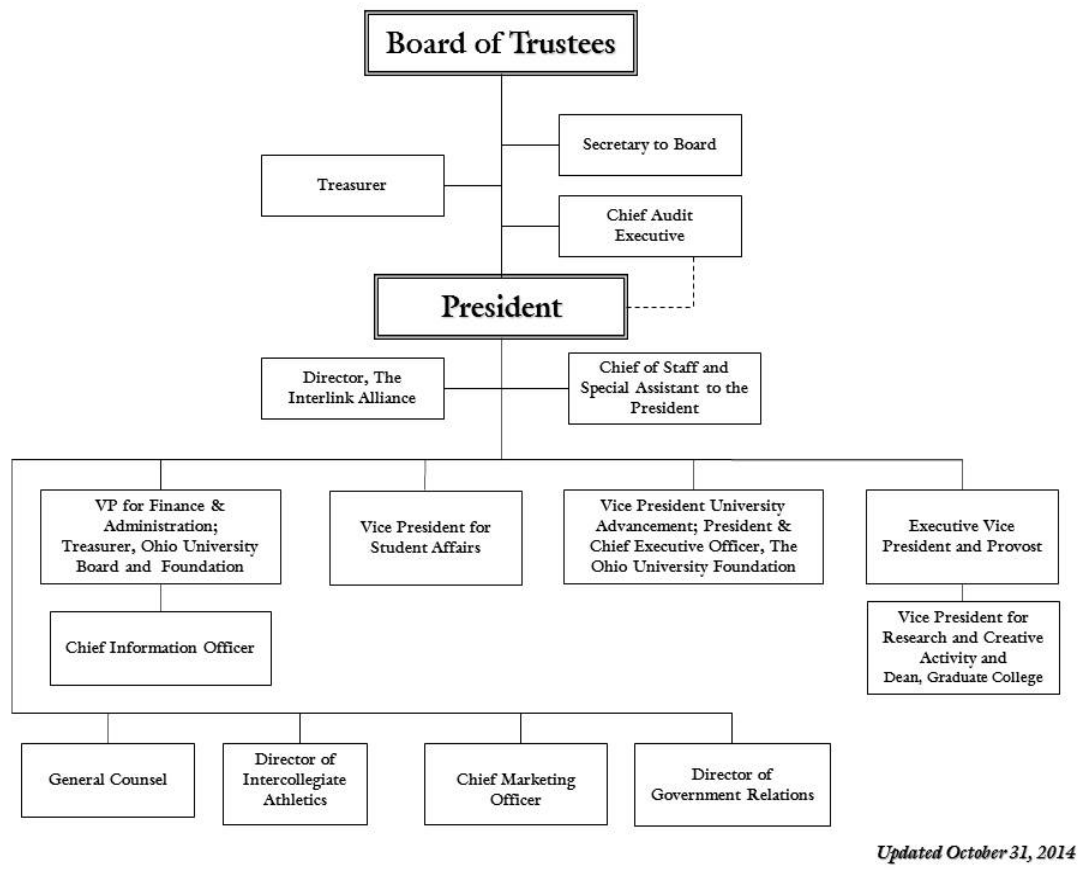 Board of Trustees
Secretary to Board
Treasurer
Chief Audit
Executive
President
Director, The
Interlink Alliance
Chief of Staff and
Special Assistant to the
President
VP for Finance &
Administration;
Treasurer, Ohio University
Board and Foundation
Vice President for
Student Affairs
Vice President University
Advancement; President &
Chief Executive Officer, The
Ohio University Foundation
Executive Vice
President and Provost
Chief Information Officer
Vice President for
Research and Creative
Activity and
Dean, Graduate College
General Counsel
Director of
Intercollegiate
Athletics
Chief Marketing
Officer
Director of
Government Relations
Updated October 31, 2014